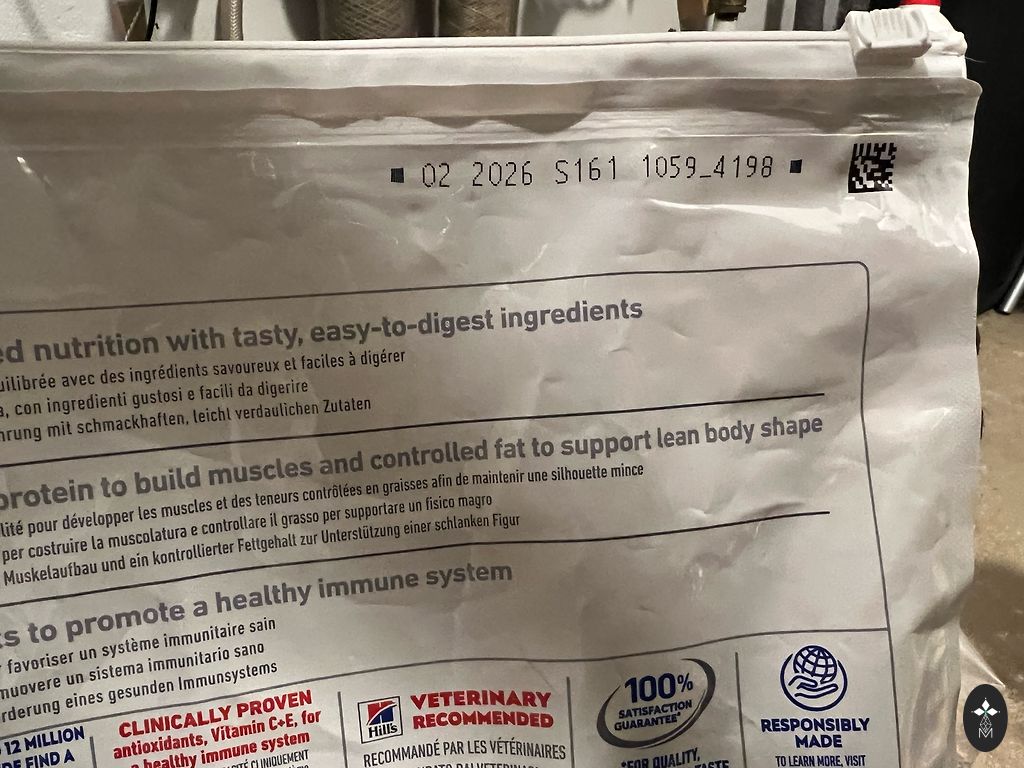 02 2026 S161 1059_4198
nutrition with tasty, easy-to-digest ingredients
avec des ingrédients savoureux et faciles à digérer
con ingredienti gustosi e facili da digerire
mit schmackhaften, leicht verdaulichen Zutaten
protein to build muscles and controlled fat to support lean body shape
pour développer les muscles et des teneurs contrôlées en graisses afin de maintenir une silhouette mince
per costruire la muscolatura e controllare il grasso per supportare un fisico magro
Muskelaufbau und ein kontrollierter Fettgehalt zur Unterstützung einer schlanken Figur
to promote a healthy immune system
favoriser un système immunitaire sain
un sistema immunitario sano
eines gesunden Immunsystems
12 MILLION
FIND A
CLINICALLY PROVEN
antioxidants, Vitamin C+E, for
healthy immune system
CLINIQUEMENT
Hill's
VETERINARY
RECOMMENDED
RECOMMANDÉ PAR LES VÉTÉRINAIRES
100%
SATISFACTION
GUARANTEE*
*FOR QUALITY,
TASTE
RESPONSIBLY
MADE
TO LEARN MORE, VISIT